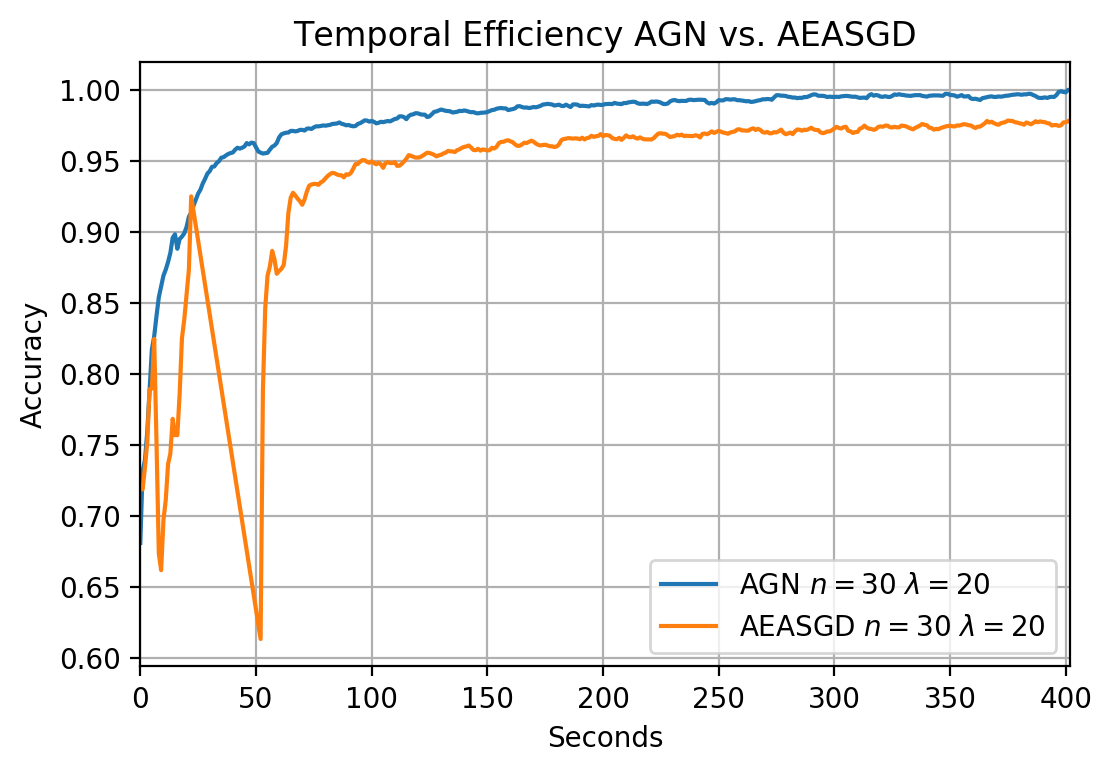 Temporal Efficiency AGN vs. AEASGD
Accuracy
1.00
0.95
0.90
0.85
0.80
0.75
0.70
0.65
0.60
AGN n = 30 λ = 20
AEASGD n = 30 λ = 20
0 50 100 150 200 250 300 350 400
Seconds